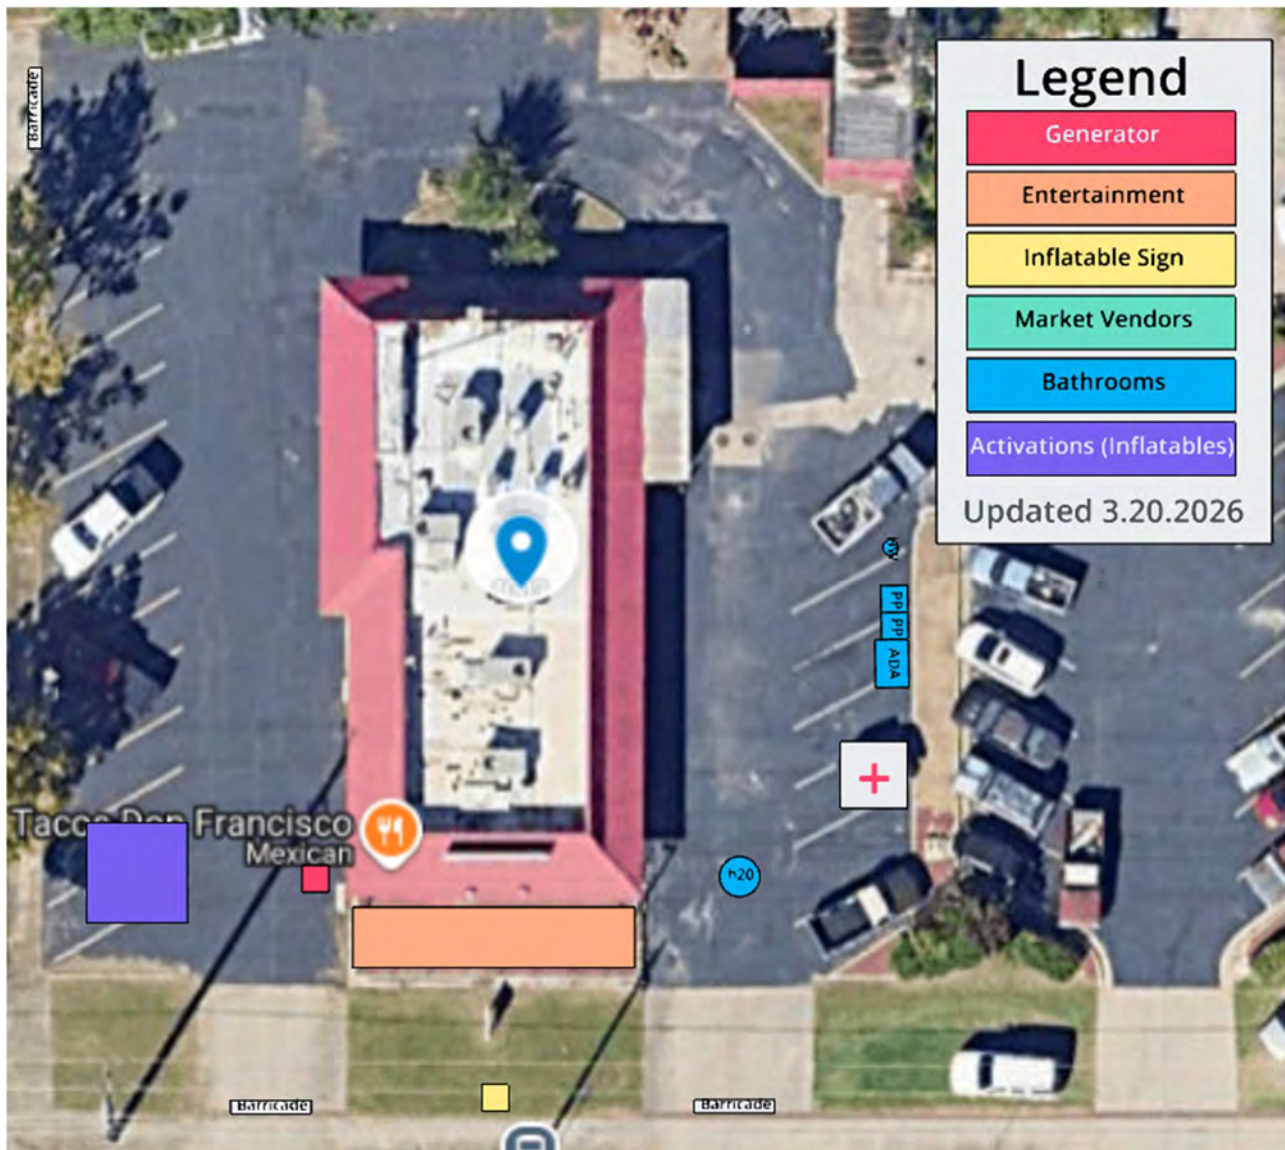 Barricade
Legend
Generator
Entertainment
Inflatable Sign
Market Vendors
Bathrooms
Activations (Inflatables)
Updated 3.20.2026
PP
PP
ADA
Tacos Don Francisco
Mexican
h20
Barricade
Barricade